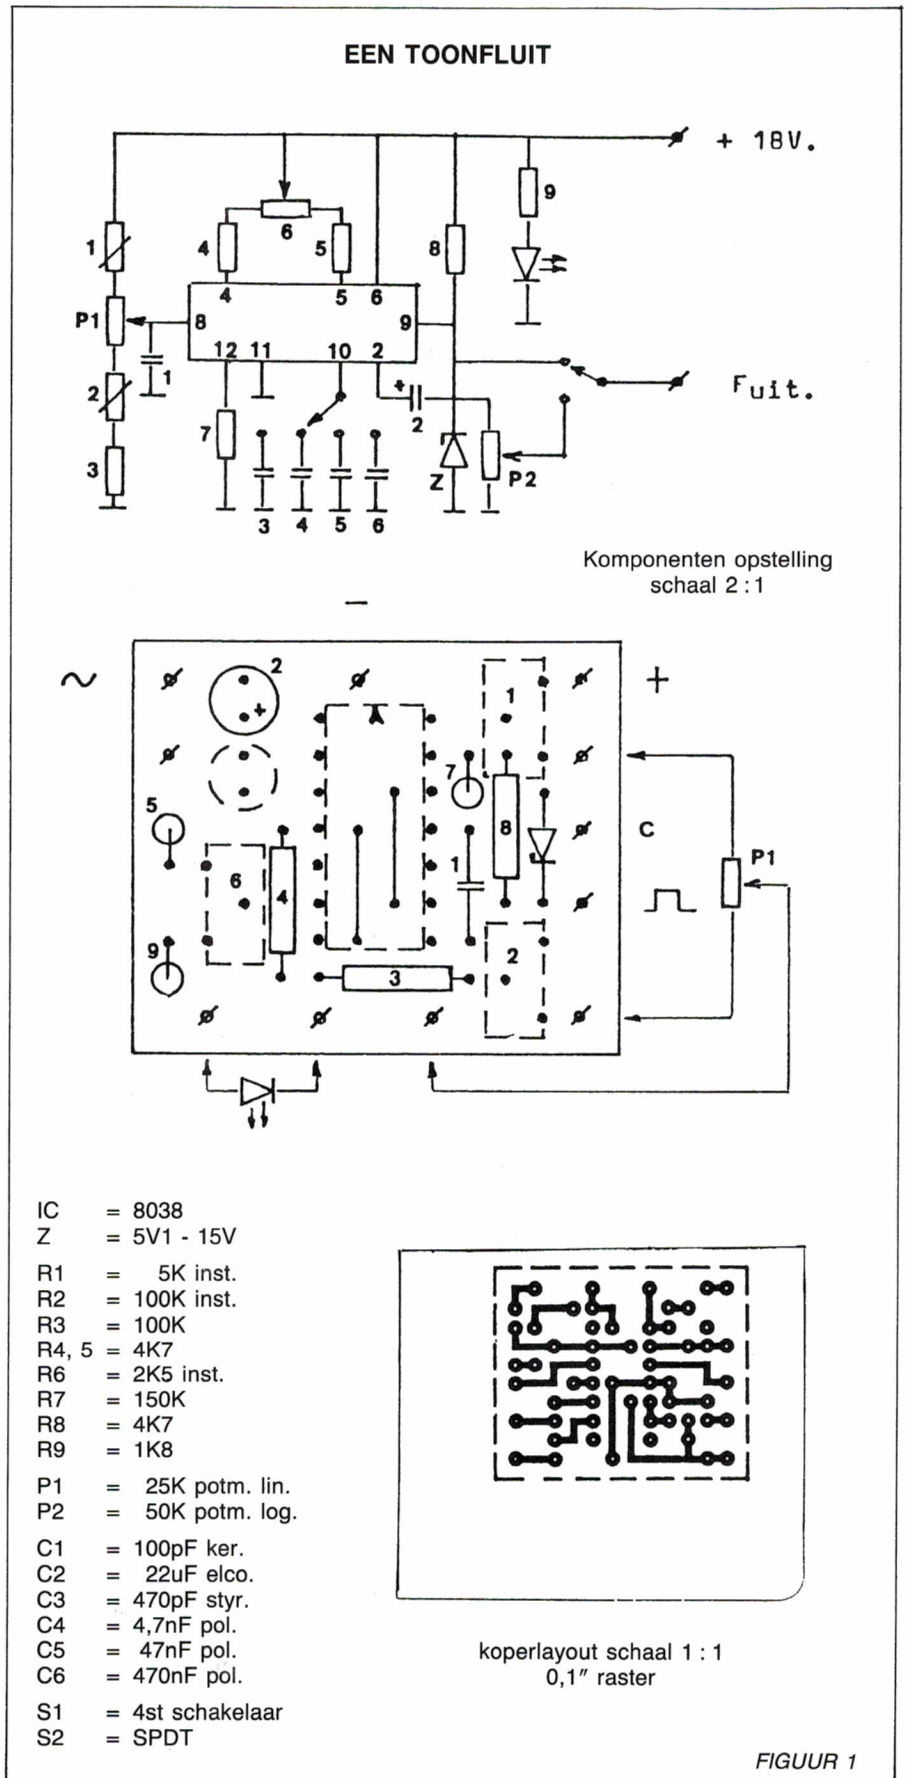 EEN TOONFLUIT
+ 18V.
9
1
4
6
5
8
4
5
6
P1
8
9
12
11
10
2
1
2
+
2
Fuit.
7
3
Z
P2
3
4
5
6
Komponenten opstelling
schaal 2 : 1
−
∼
2
+
1
+
7
5
8
C
1
P1
6
4
9
3
2
IC = 8038
Z = 5V1 - 15V
R1 = 5K inst.
R2 = 100K inst.
R3 = 100K
R4, 5 = 4K7
R6 = 2K5 inst.
R7 = 150K
R8 = 4K7
R9 = 1K8
P1 = 25K potm. lin.
P2 = 50K potm. log.
C1 = 100pF ker.
C2 = 22uF elco.
C3 = 470pF styr.
C4 = 4,7nF pol.
C5 = 47nF pol.
C6 = 470nF pol.
S1 = 4st schakelaar
S2 = SPDT
koperlayout schaal 1 : 1
0,1″ raster
FIGUUR 1